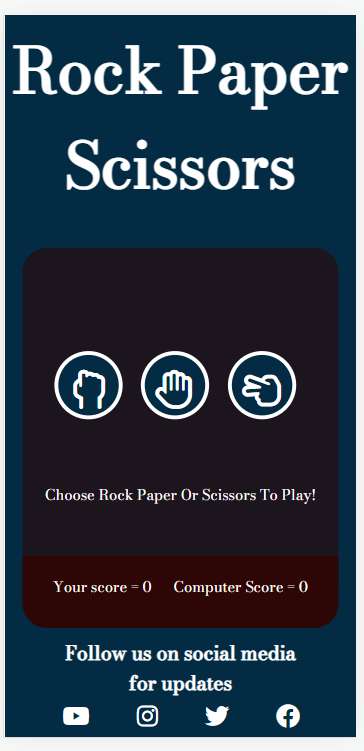 Rock Paper
Scissors
Choose Rock Paper Or Scissors To Play!
Your score = 0 Computer Score = 0
Follow us on social media
for updates